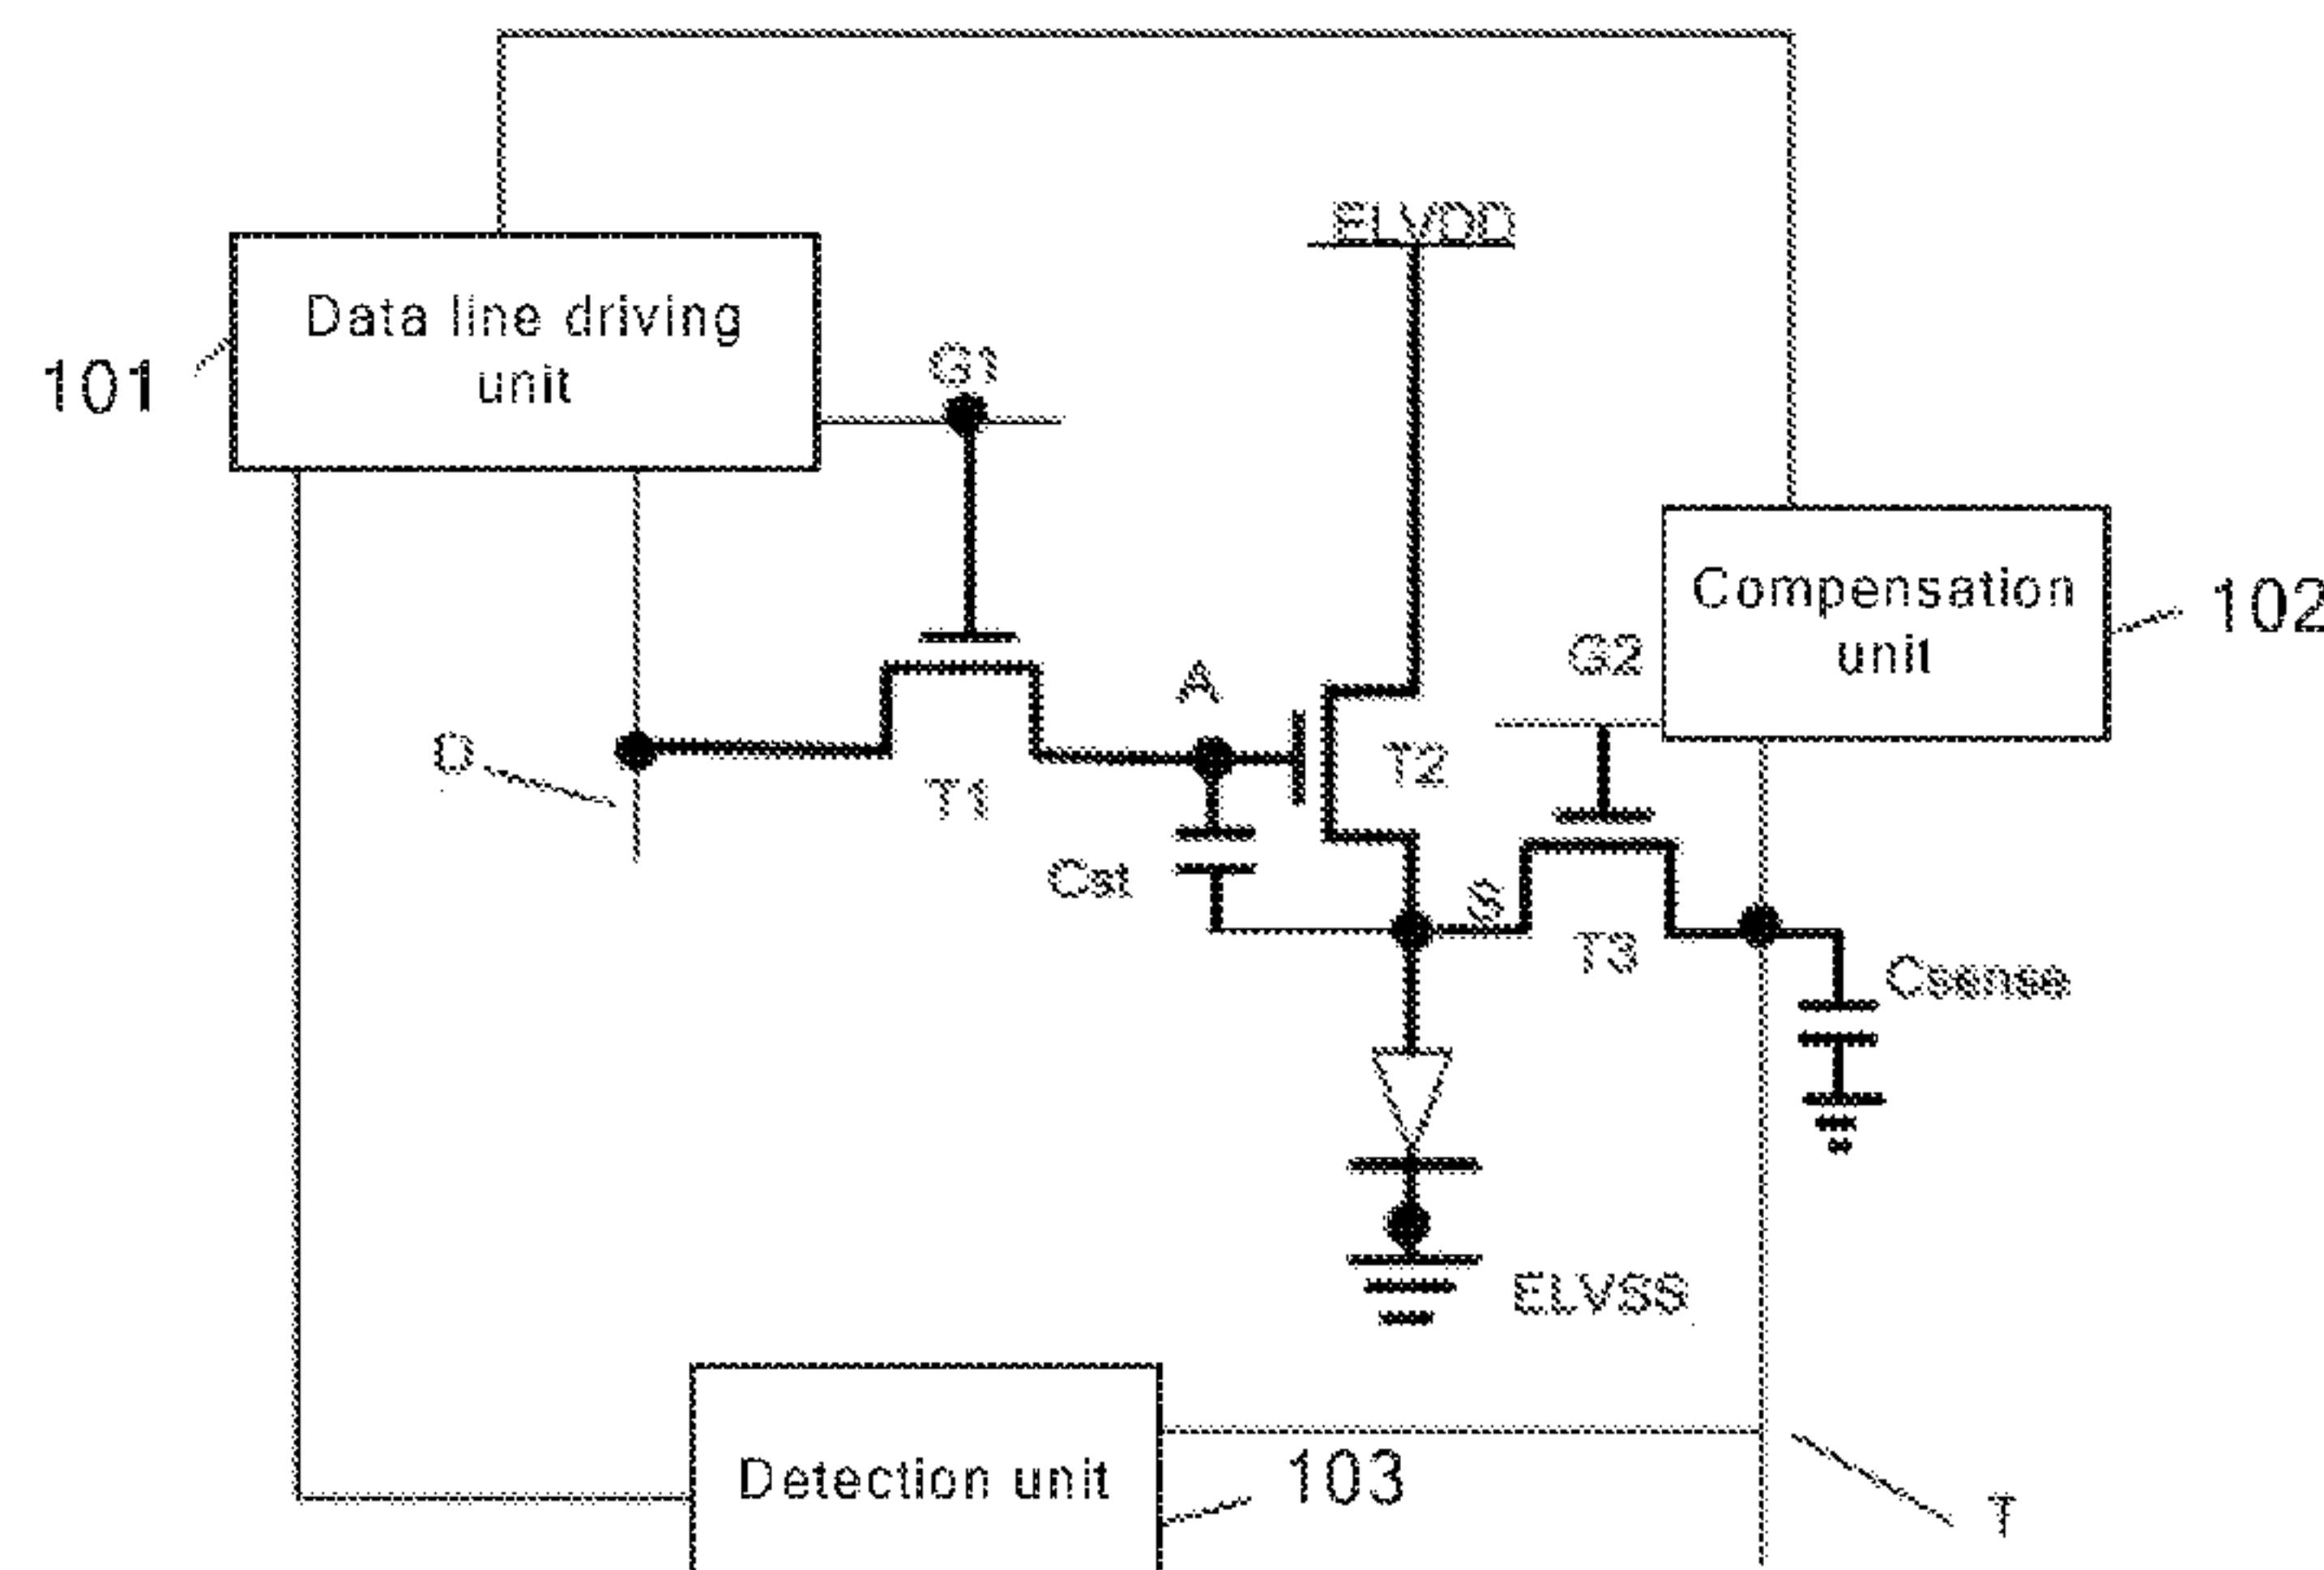 ELVDD
Data line driving
unit
101
G1
Compensation
unit
102
G2
A
D
T1
T2
Cst
S
T3
Csense
ELVSS
Detection unit
103
T